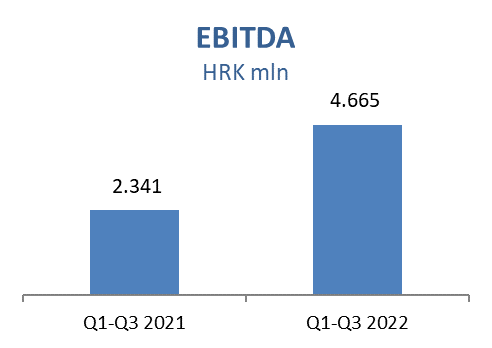 EBITDA
HRK mln
4.665
2.341
Q1-Q3 2021
Q1-Q3 2022